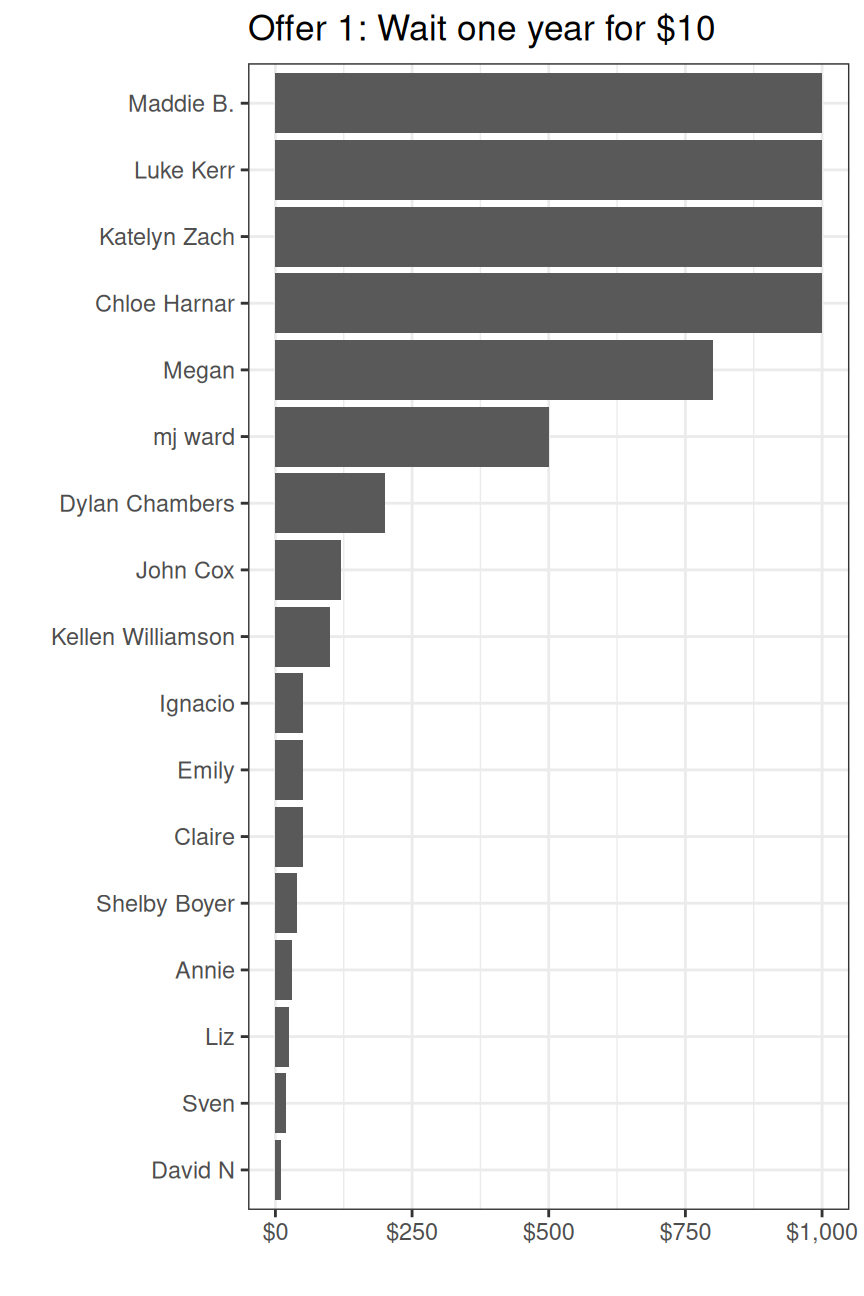 Offer 1: Wait one year for $10
Maddie B.
Luke Kerr
Katelyn Zach
Chloe Harnar
Megan
mj ward
Dylan Chambers
John Cox
Kellen Williamson
Ignacio
Emily
Claire
Shelby Boyer
Annie
Liz
Sven
David N
$0 $250 $500 $750 $1,000